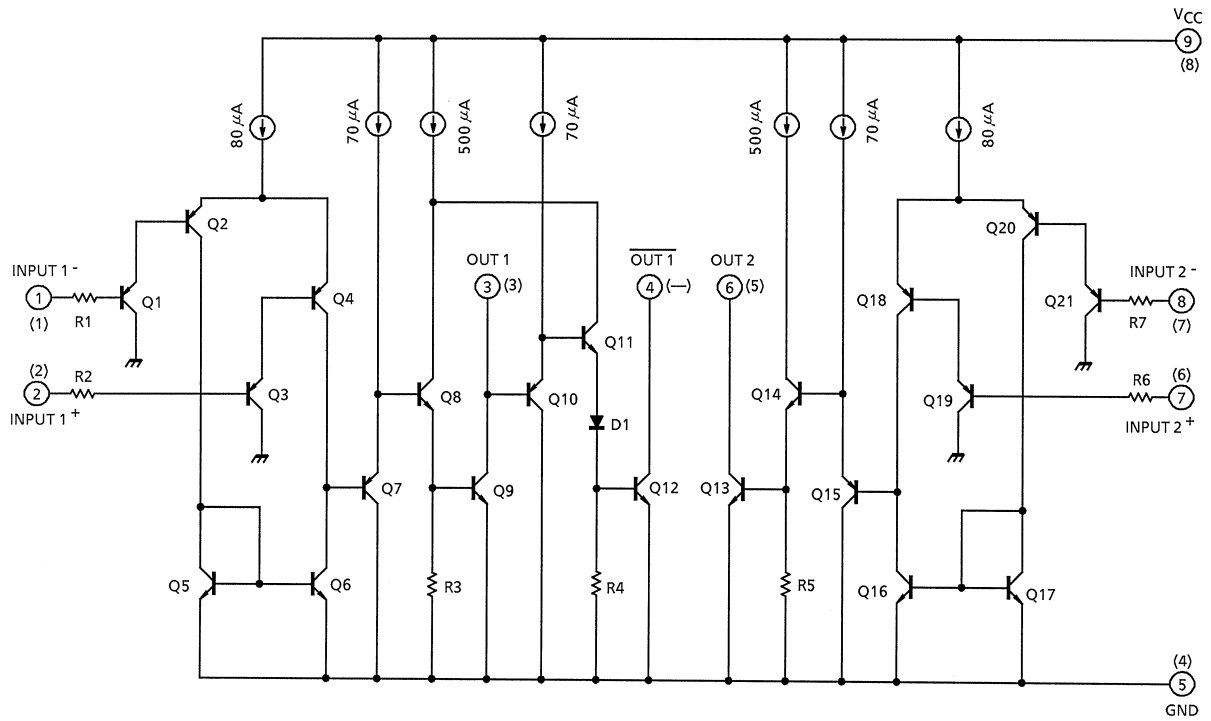 VCC
9
(8)
80 μA
70 μA
500 μA
70 μA
500 μA
70 μA
80 μA
Q2
Q20
INPUT 1 -
OUT 1
OUT 1
OUT 2
INPUT 2 -
1
Q1
Q4
3
(3)
4
(—)
6
(5)
Q18
Q21
8
(1)
R1
R7
(7)
Q11
(2)
R2
(6)
2
Q3
Q8
Q10
Q14
Q19
R6
7
INPUT 1 +
D1
INPUT 2 +
Q7
Q9
Q12
Q13
Q15
Q5
Q6
R3
R4
R5
Q16
Q17
(4)
5
GND